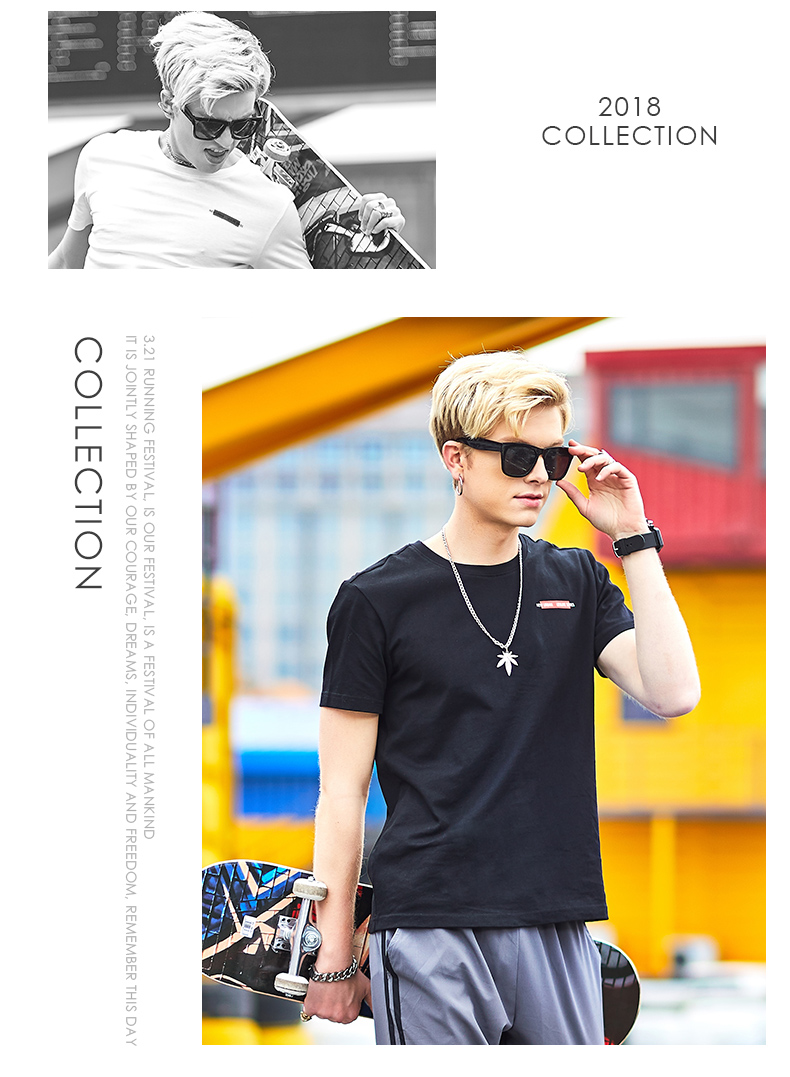 2018
COLLECTION
COLLECTION
3.21 RUNNING FESTIVAL, IS OUR FESTIVAL, IS A FESTIVAL OF ALL MANKIND
IT IS JOINTLY SHAPED BY OUR COURAGE, DREAMS, INDIVIDUALITY AND FREEDOM, REMEMBER THIS DAY